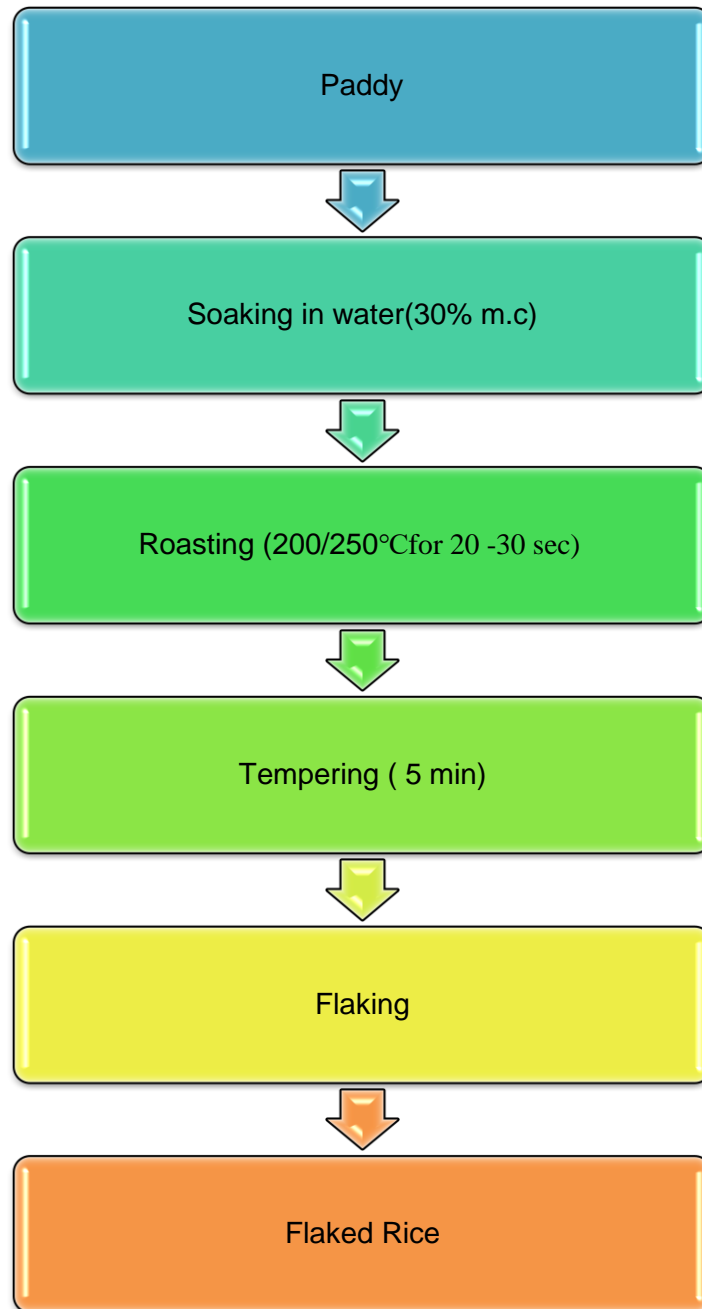 Paddy
Soaking in water(30% m.c)
Roasting (200/250°Cfor 20 -30 sec)
Tempering ( 5 min)
Flaking
Flaked Rice